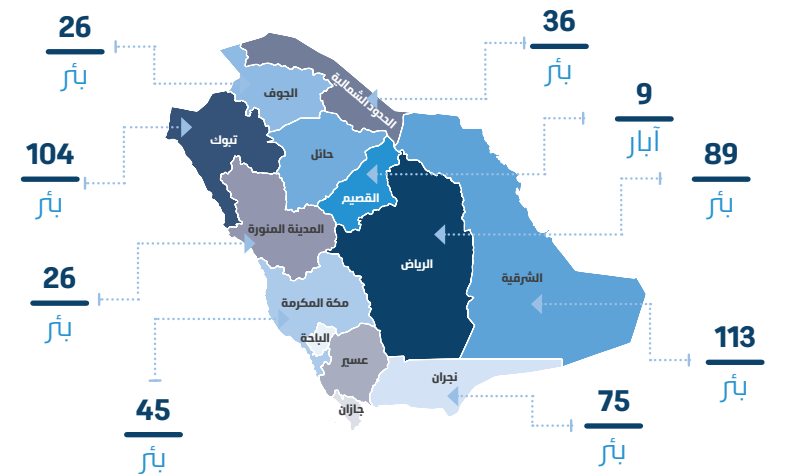 26
بئر
36
بئر
9
آبار
104
بئر
89
بئر
26
بئر
113
بئر
45
بئر
75
بئر
الحدود الشمالية
الجوف
تبوك
حائل
القصيم
المدينة المنورة
الرياض
الشرقية
مكة المكرمة
الباحة
عسير
نجران
جازان